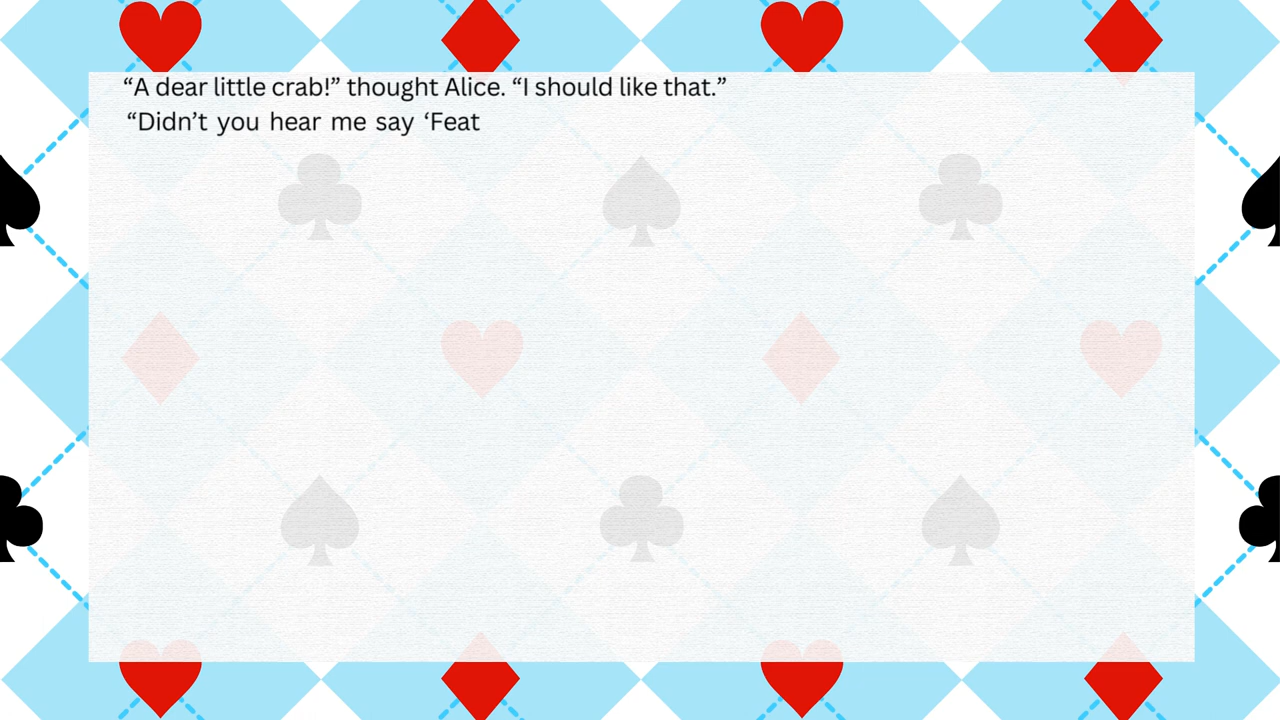 “A dear little crab!” thought Alice. “I should like that.”
“Didn’t you hear me say ‘Feat